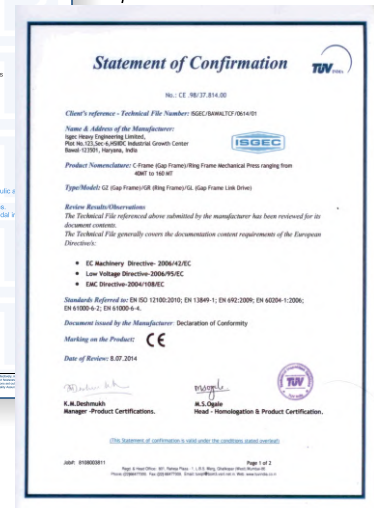 Statement of Confirmation
TÜV
No.: CE .98/37.814.00
Client's reference - Technical File Number: ISGEC/BAWALTCF/0614/01
Name & Address of the Manufacturer:
Isgec Heavy Engineering Limited,
Plot No.123,Sec-6,HSIIDC Industrial Growth Center
Bawal-123501, Haryana, India
ISGEC
Product Nomenclature: C-Frame (Gap Frame)/Ring Frame Mechanical Press ranging from
40MT to 160 MT
Type/Model: GZ (Gap Frames)/GR (Ring Frame)/GL (Gap Frame Link Drive)
Review Results/Observations
The Technical File referenced above submitted by the manufacturer has been reviewed for its
document contents.
The Technical File generally covers the documentation content requirements of the European
Directive/s:
• EC Machinery Directive- 2006/42/EC
• Low Voltage Directive-2006/95/EC
• EMC Directive-2004/108/EC
Standards Referred to: EN ISO 12100:2010; EN 13849-1; EN 692:2009; EN 60204-1:2006;
EN 61000-6-2; EN 61000-6-4.
Document issued by the Manufacturer: Declaration of Conformity
Marking on the Product: CE
Date of Review: 8.07.2014
TÜV
K.M.Deshmukh
Manager -Product Certifications.
M.S.Ogale
Head - Homologation & Product Certification.
(This Statement of confirmation is valid under the conditions stated overleaf)
Job#: 0108003811
Page 1 of 2